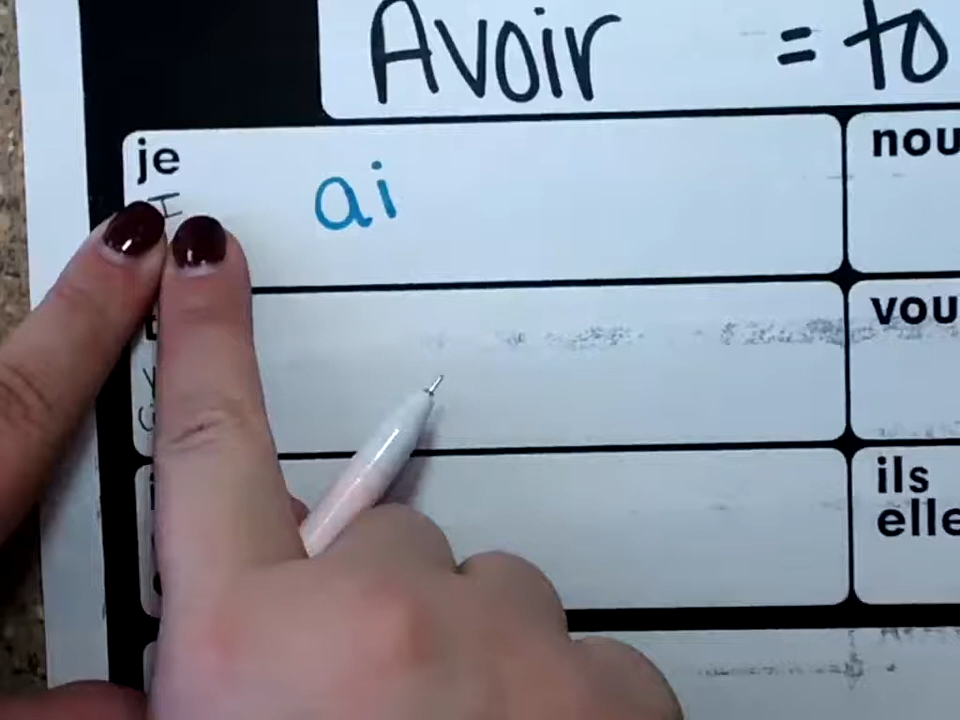 Avoir = to
je
I
ai
nou
vou
ils
elle